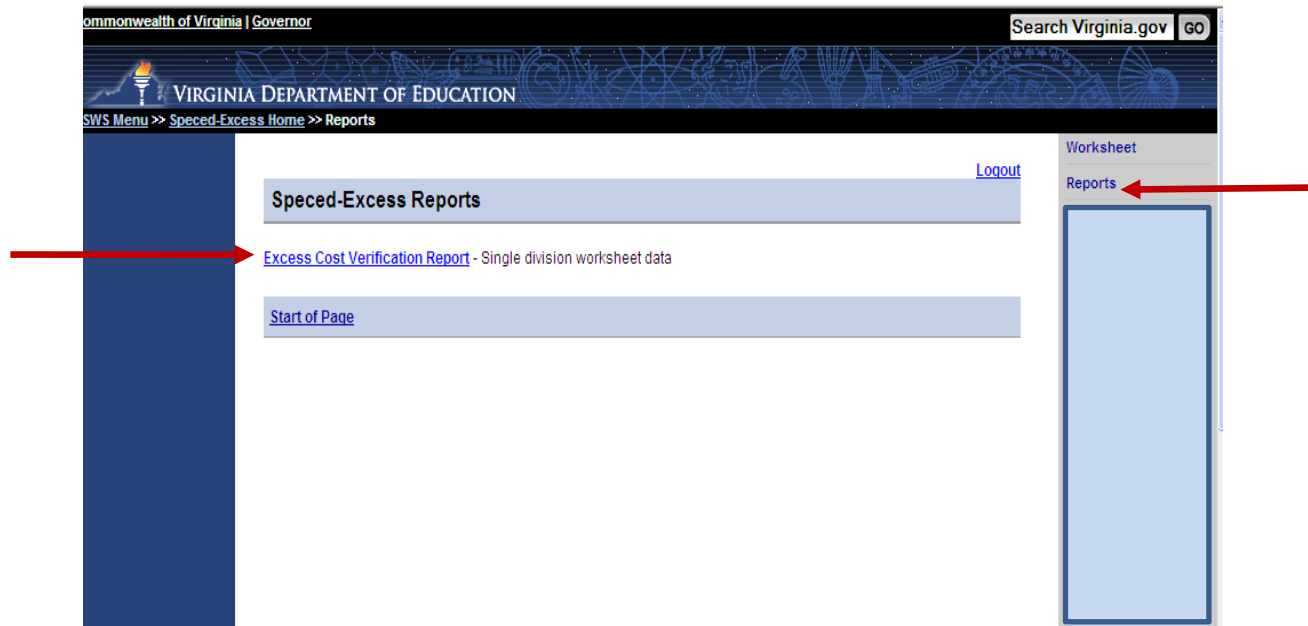 ommonwealth of Virginia | Governor
Search Virginia.gov GO
VIRGINIA DEPARTMENT OF EDUCATION
SWS Menu >> Speced-Excess Home >> Reports
Worksheet
Logout
Reports
Speced-Excess Reports
Excess Cost Verification Report - Single division worksheet data
Start of Page